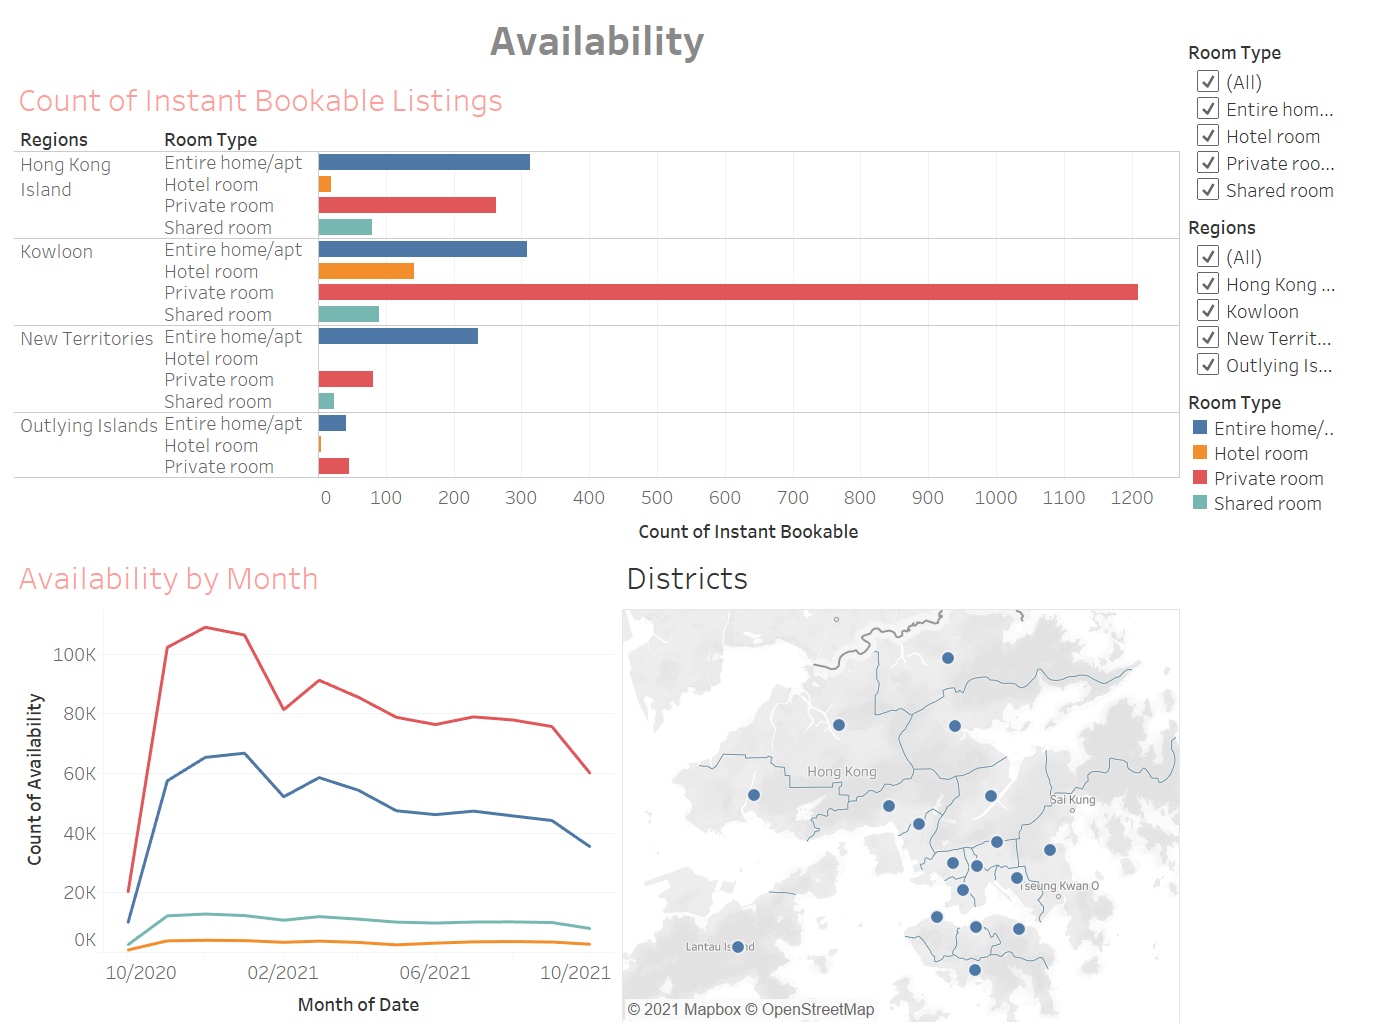 Availability
Count of Instant Bookable Listings
Regions Room Type
Hong Kong Island Entire home/apt
Hotel room
Private room
Shared room
Kowloon Entire home/apt
Hotel room
Private room
Shared room
New Territories Entire home/apt
Hotel room
Private room
Shared room
Outlying Islands Entire home/apt
Hotel room
Private room
0 100 200 300 400 500 600 700 800 900 1000 1100 1200
Count of Instant Bookable
Room Type
(All)
Entire hom...
Hotel room
Private roo...
Shared room
Regions
(All)
Hong Kong ...
Kowloon
New Territ...
Outlying Is...
Room Type
Entire home/..
Hotel room
Private room
Shared room
Availability by Month
Count of Availability
100K
80K
60K
40K
20K
0K
10/2020 02/2021 06/2021 10/2021
Month of Date
Districts
Hong Kong
Sai Kung
Tseung Kwan O
Lantau Island
© 2021 Mapbox © OpenStreetMap